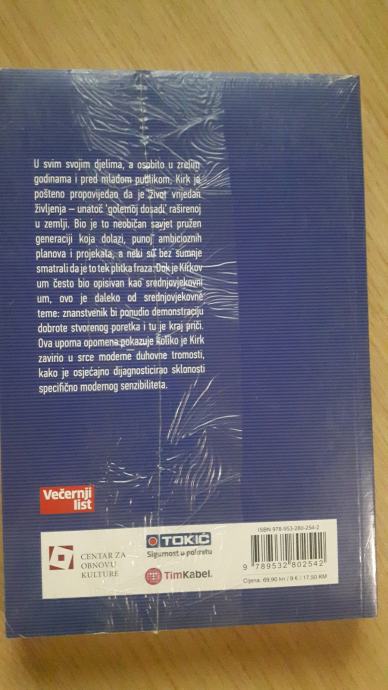 U svim svojim djelima, a osobito u zrelim
godinama i pred mladom publikom, Kirk je
pošteno propovijedao da je život vrijedan
življenja – unatoč 'golemoj dosadi' raširenoj
u zemlji. Bio je to neobičan savjet pružen
generaciji koja dolazi, punoj ambicioznih
planova i projekata, a neki su bez sumnje
smatrali da je to tek plitka fraza. Dok je Kirkov
um često bio opisivan kao srednjovjekovni
um, ovo je daleko od srednjovjekovne
teme: znanstvenik bi ponudio demonstraciju
dobrote stvorenog poretka i tu je kraj priči.
Ova uporna opomena pokazuje koliko je Kirk
zavirio u srce moderne duhovne tromosti,
kako je osjećajno dijagnosticirao sklonosti
specifično modernog senzibiliteta.
Večernji
list
CENTAR ZA
OBNOVU
KULTURE
TOKIĆ
Sigurnost u pokretu
TimKabel.
ISBN 978-953-280-254-2
9 789532 802542
Cijena: 69,90 kn / 9 € / 17,50 KM